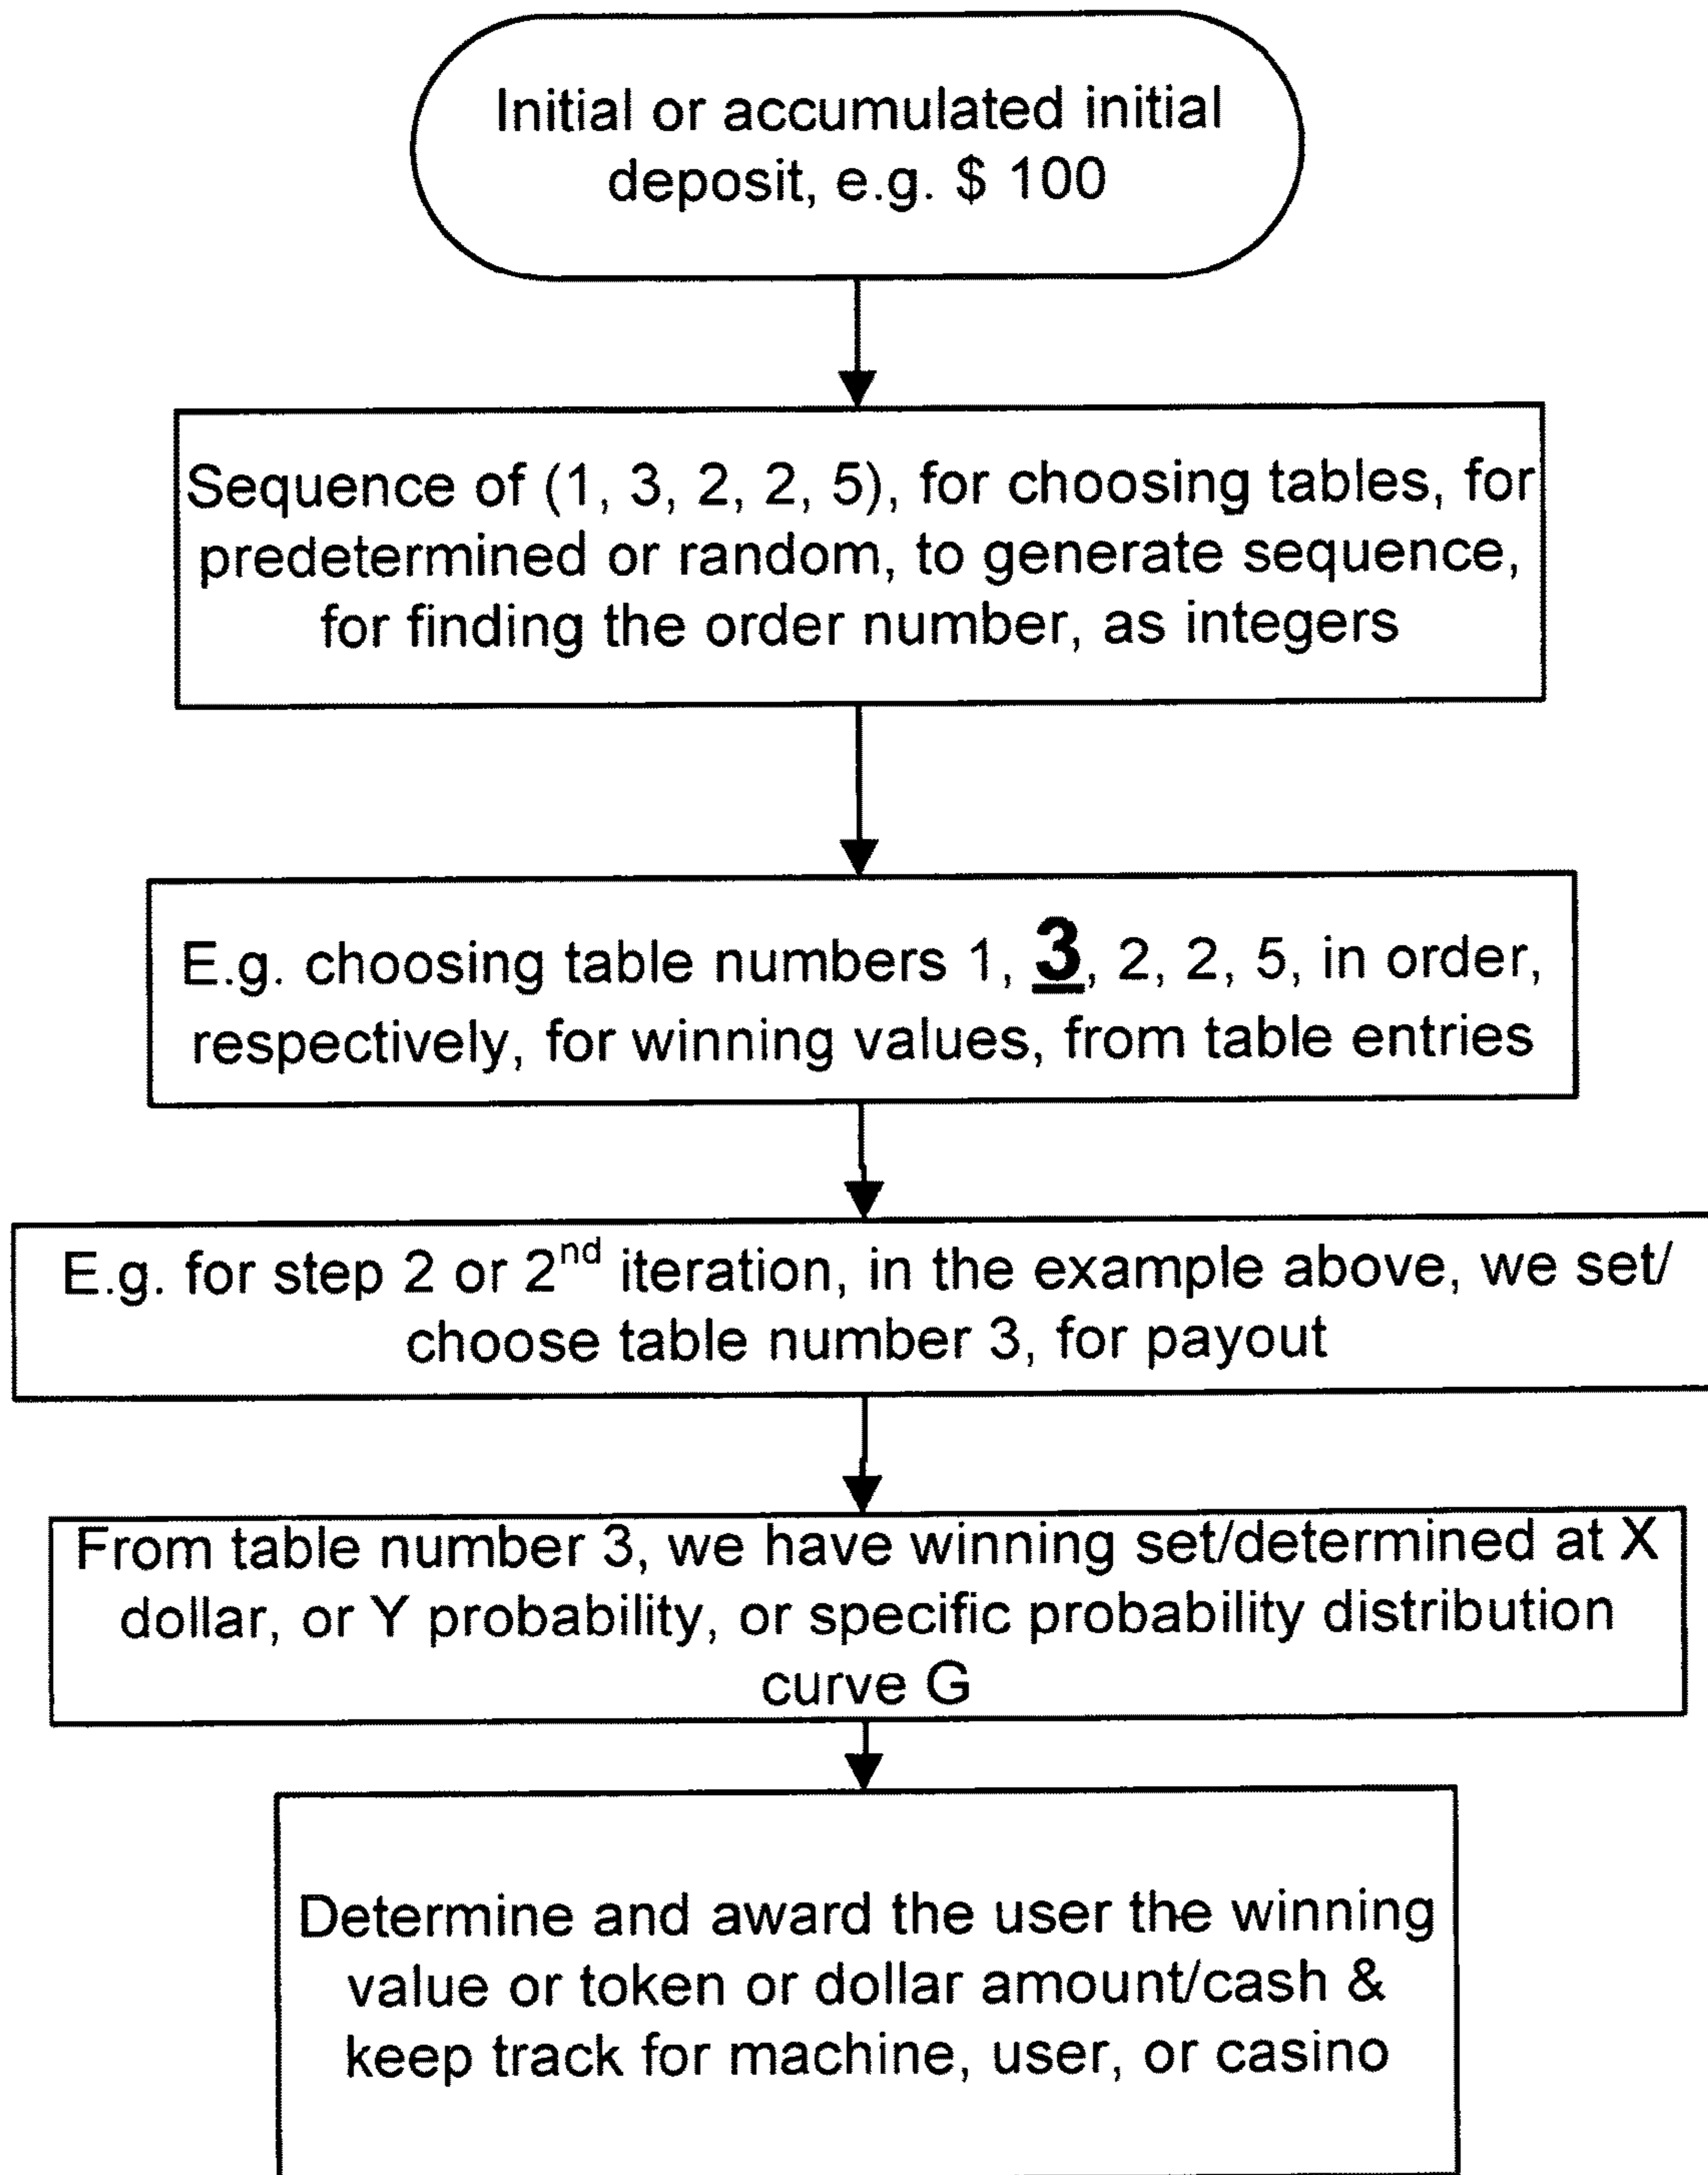 Initial or accumulated initial
deposit, e.g. $ 100
Sequence of (1, 3, 2, 2, 5), for choosing tables, for
predetermined or random, to generate sequence,
for finding the order number, as integers
E.g. choosing table numbers 1, 3, 2, 2, 5, in order,
respectively, for winning values, from table entries
E.g. for step 2 or 2nd iteration, in the example above, we set/
choose table number 3, for payout
From table number 3, we have winning set/determined at X
dollar, or Y probability, or specific probability distribution
curve G
Determine and award the user the winning
value or token or dollar amount/cash &
keep track for machine, user, or casino